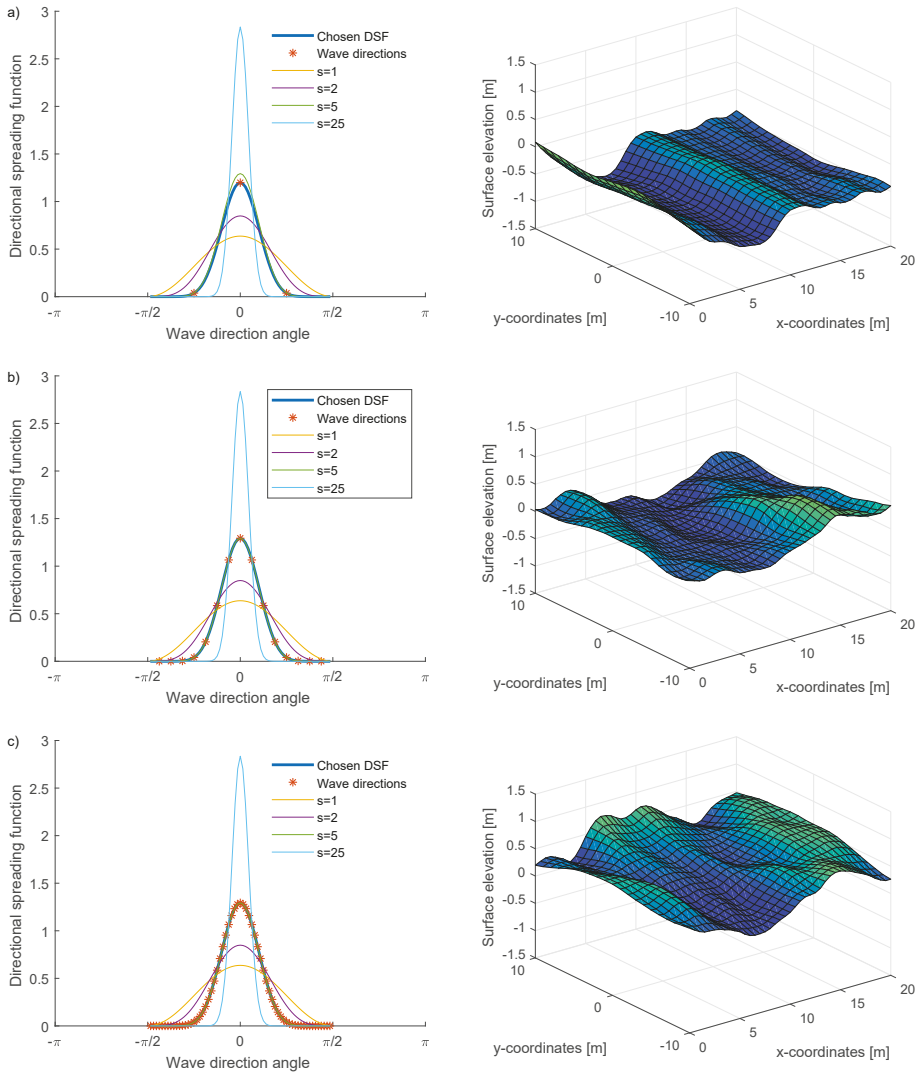 a)
3
2.5
2
1.5
1
0.5
0
-π
-π/2
0
π/2
π
Directional spreading function
Wave direction angle
Chosen DSF
Wave directions
s=1
s=2
s=5
s=25
1.5
1
0.5
0
-0.5
-1
-1.5
Surface elevation [m]
10
0
-10
y-coordinates [m]
0
5
10
15
20
x-coordinates [m]
b)
3
2.5
2
1.5
1
0.5
0
-π
-π/2
0
π/2
π
Directional spreading function
Wave direction angle
Chosen DSF
Wave directions
s=1
s=2
s=5
s=25
1.5
1
0.5
0
-0.5
-1
-1.5
Surface elevation [m]
10
0
-10
y-coordinates [m]
0
5
10
15
20
x-coordinates [m]
c)
3
2.5
2
1.5
1
0.5
0
-π
-π/2
0
π/2
π
Directional spreading function
Wave direction angle
Chosen DSF
Wave directions
s=1
s=2
s=5
s=25
1.5
1
0.5
0
-0.5
-1
-1.5
Surface elevation [m]
10
0
-10
y-coordinates [m]
0
5
10
15
20
x-coordinates [m]